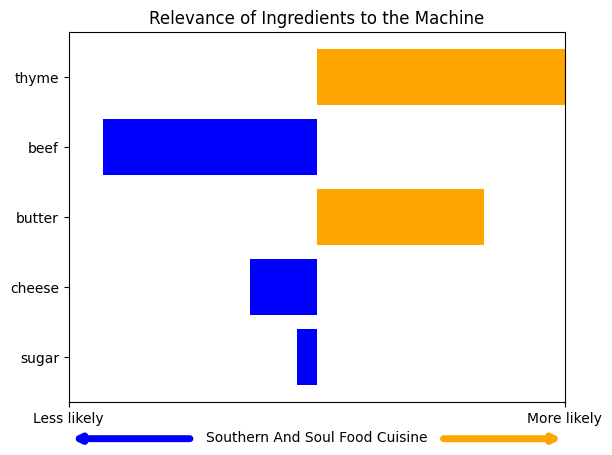 Relevance of Ingredients to the Machine
thyme
beef
butter
cheese
sugar
Less likely
More likely
Southern And Soul Food Cuisine